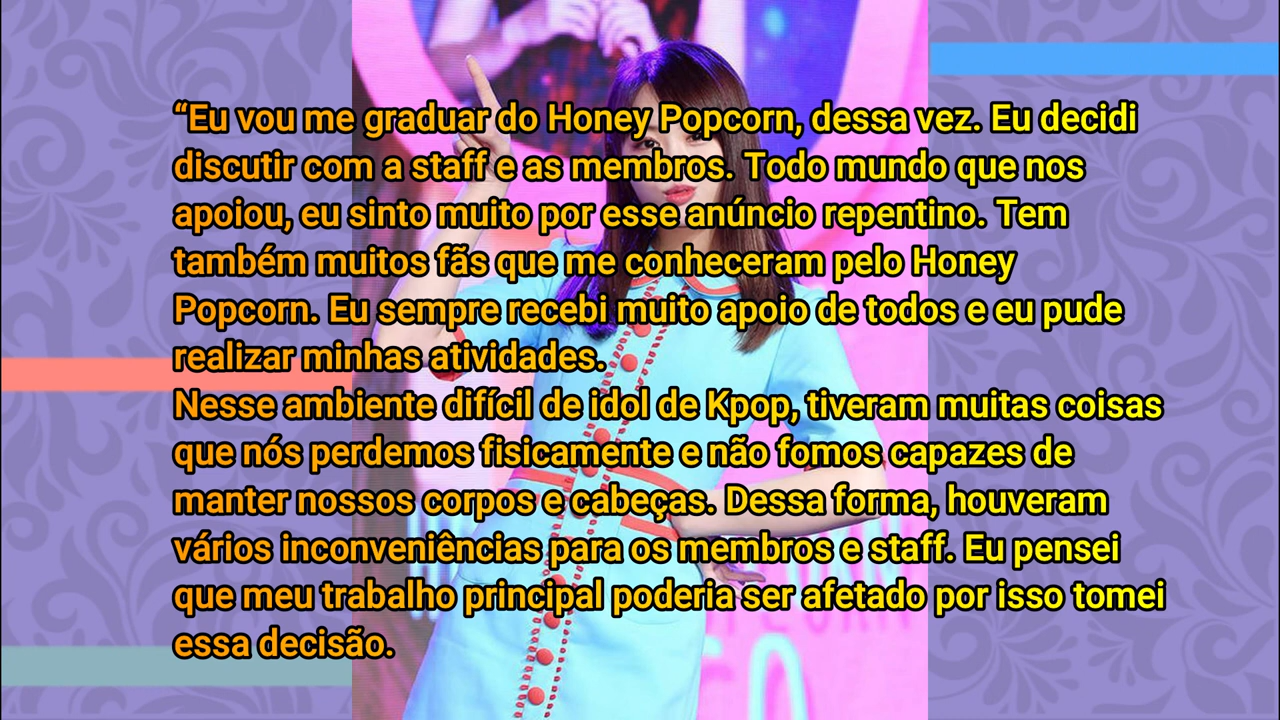 “Eu vou me graduar do Honey Popcorn, dessa vez. Eu decidi
discutir com a staff e as membros. Todo mundo que nos
apoiou, eu sinto muito por esse anúncio repentino. Tem
também muitos fãs que me conheceram pelo Honey
Popcorn. Eu sempre recebi muito apoio de todos e eu pude
realizar minhas atividades.
Nesse ambiente difícil de idol de Kpop, tiveram muitas coisas
que nós perdemos fisicamente e não fomos capazes de
manter nossos corpos e cabeças. Dessa forma, houveram
vários inconveniências para os membros e staff. Eu pensei
que meu trabalho principal poderia ser afetado por isso tomei
essa decisão.